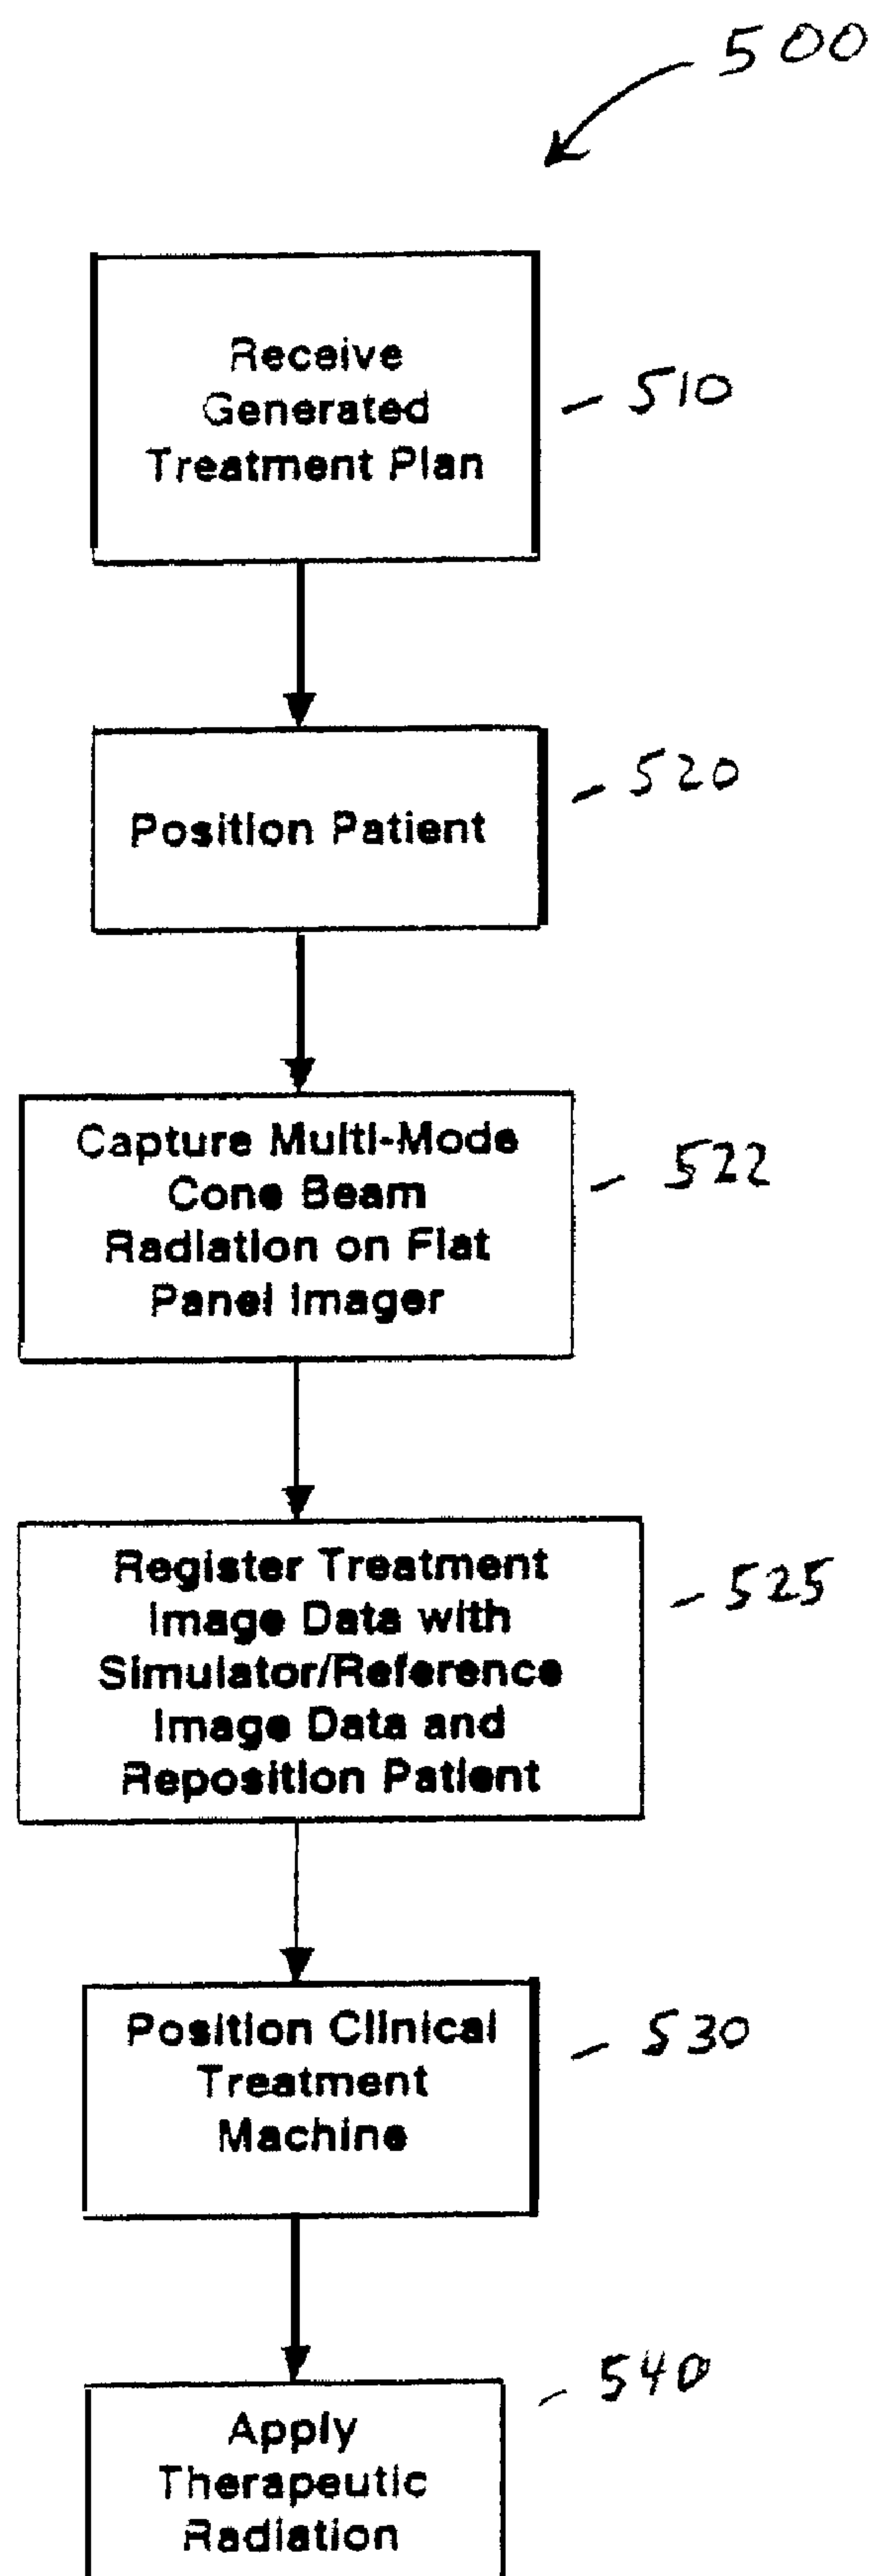 500
Receive
Generated
Treatment Plan
510
Position Patient
520
Capture Multi-Mode
Cone Beam
Radiation on Flat
Panel Imager
522
Register Treatment
Image Data with
Simulator/Reference
Image Data and
Reposition Patient
525
Position Clinical
Treatment
Machine
530
Apply
Therapeutic
Radiation
540